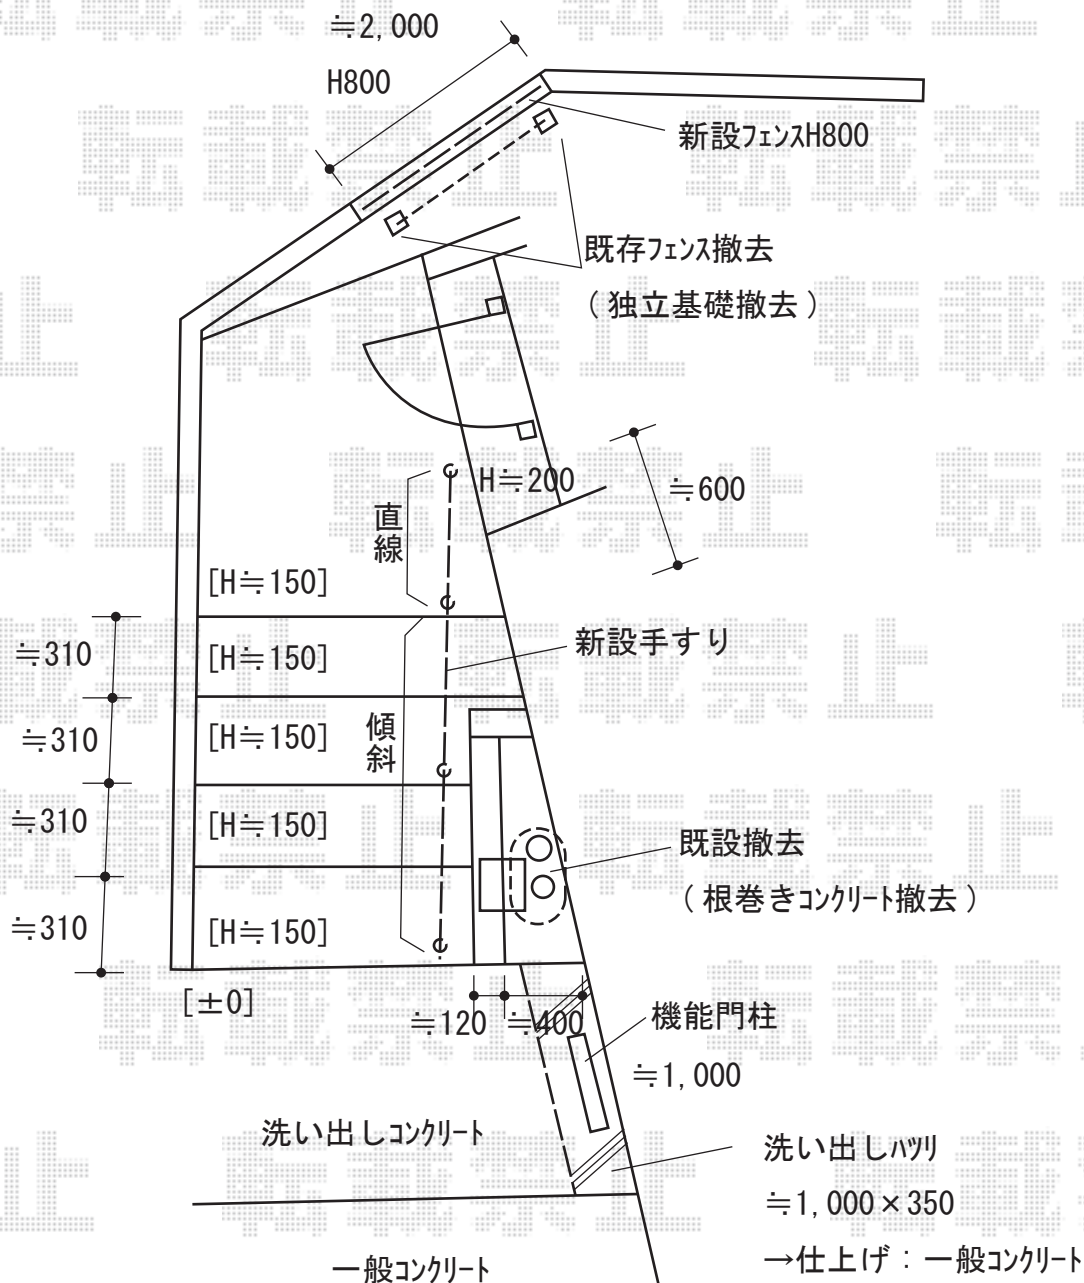 ≒2,000
H800
新設フェンスH800
既存フェンス撤去
（独立基礎撤去）
H≒200
≒600
直線
[H≒150]
≒310
[H≒150]
新設手すり
≒310
[H≒150]
傾斜
≒310
[H≒150]
既設撤去
（根巻きコンクリート撤去）
≒310
[H≒150]
[±0]
≒120
≒400
機能門柱
≒1,000
洗い出しコンクリート
洗い出しハツリ
≒1,000×350
→仕上げ：一般コンクリート
一般コンクリート
転載禁止